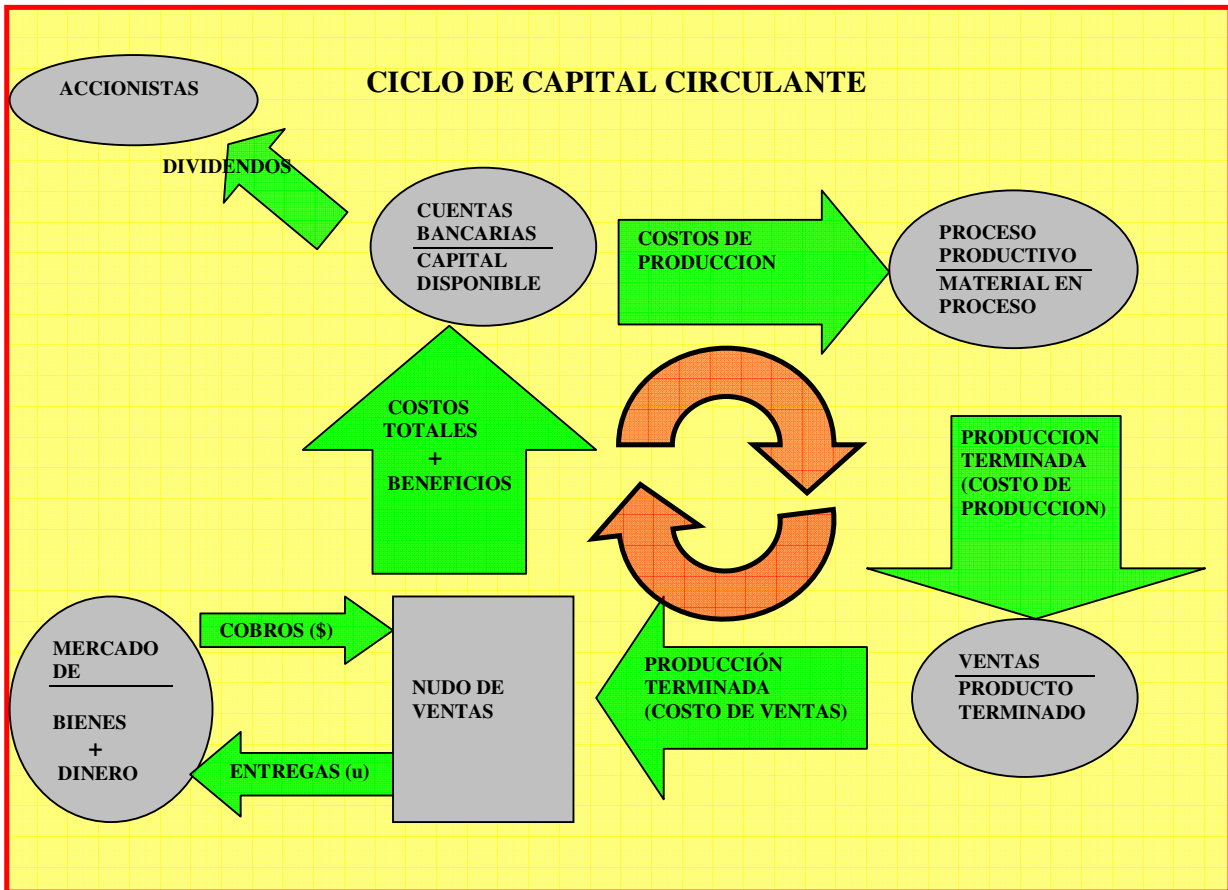 CICLO DE CAPITAL CIRCULANTE
ACCIONISTAS
DIVIDENDOS
CUENTAS
BANCARIAS
CAPITAL
DISPONIBLE
COSTOS DE
PRODUCCION
PROCESO
PRODUCTIVO
MATERIAL EN
PROCESO
COSTOS
TOTALES
+
BENEFICIOS
PRODUCCION
TERMINADA
(COSTO DE
PRODUCCION)
MERCADO
DE
BIENES
+
DINERO
COBROS ($)
ENTREGAS (u)
NUDO DE
VENTAS
PRODUCCIÓN
TERMINADA
(COSTO DE VENTAS)
VENTAS
PRODUCTO
TERMINADO